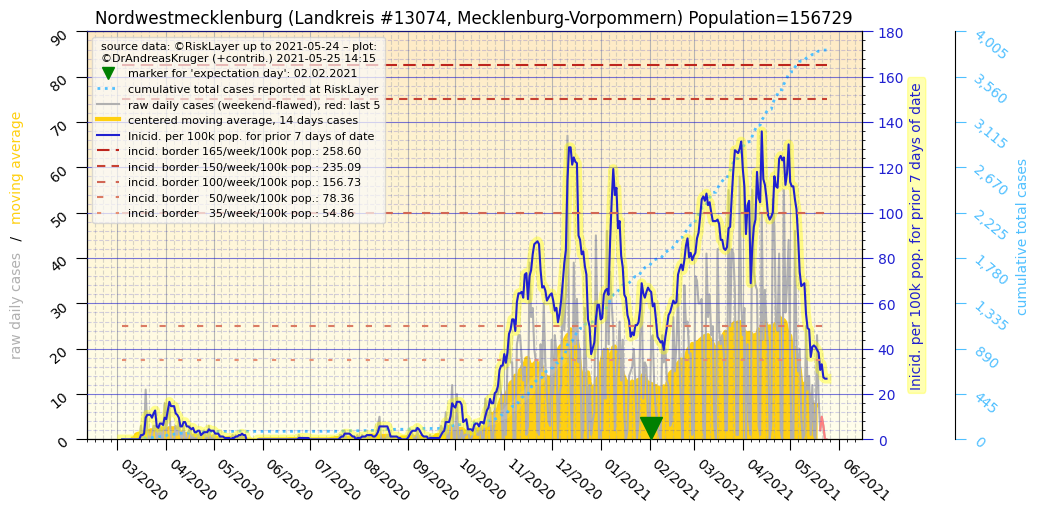 Nordwestmecklenburg (Landkreis #13074, Mecklenburg-Vorpommern) Population=156729
source data: ©RiskLayer up to 2021-05-24 – plot:
©DrAndreasKruger (+contrib.) 2021-05-25 14:15
marker for 'expectation day': 02.02.2021
cumulative total cases reported at RiskLayer
raw daily cases (weekend-flawed), red: last 5
centered moving average, 14 days cases
Inicid. per 100k pop. for prior 7 days of date
incid. border 165/week/100k pop.: 258.60
incid. border 150/week/100k pop.: 235.09
incid. border 100/week/100k pop.: 156.73
incid. border   50/week/100k pop.: 78.36
incid. border   35/week/100k pop.: 54.86
raw daily cases / moving average
90
80
70
60
50
40
30
20
10
0
180
160
140
120
100
80
60
40
20
0
Inicid. per 100k pop. for prior 7 days of date
4,005
3,560
3,115
2,670
2,225
1,780
1,335
890
445
0
cumulative total cases
03/2020
04/2020
05/2020
06/2020
07/2020
08/2020
09/2020
10/2020
11/2020
12/2020
01/2021
02/2021
03/2021
04/2021
05/2021
06/2021